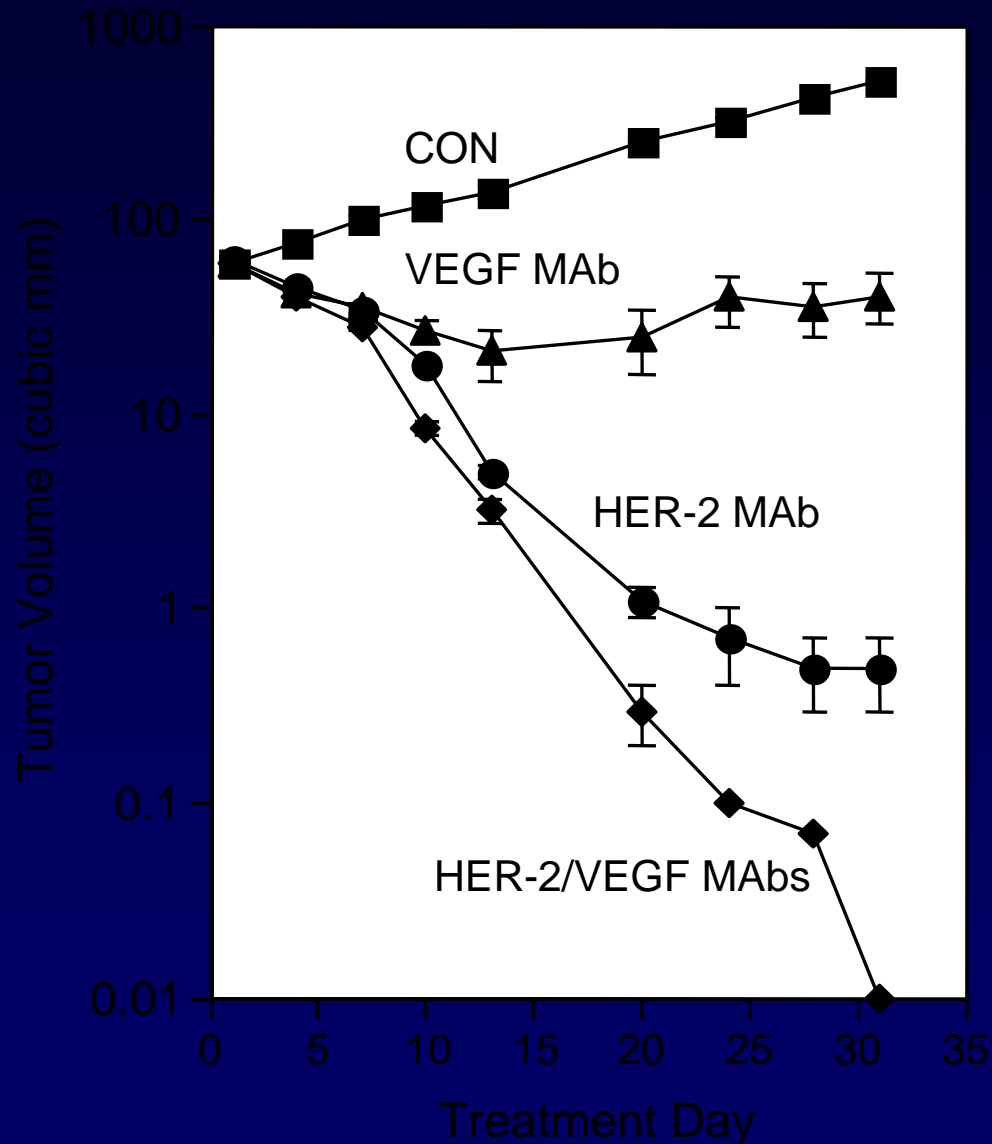 1000
CON
100
VEGF MAb
10
HER-2 MAb
1
0.1
HER-2/VEGF MAbs
0.01
0 5 10 15 20 25 30 35
Treatment Day
Tumor Volume (cubic mm)